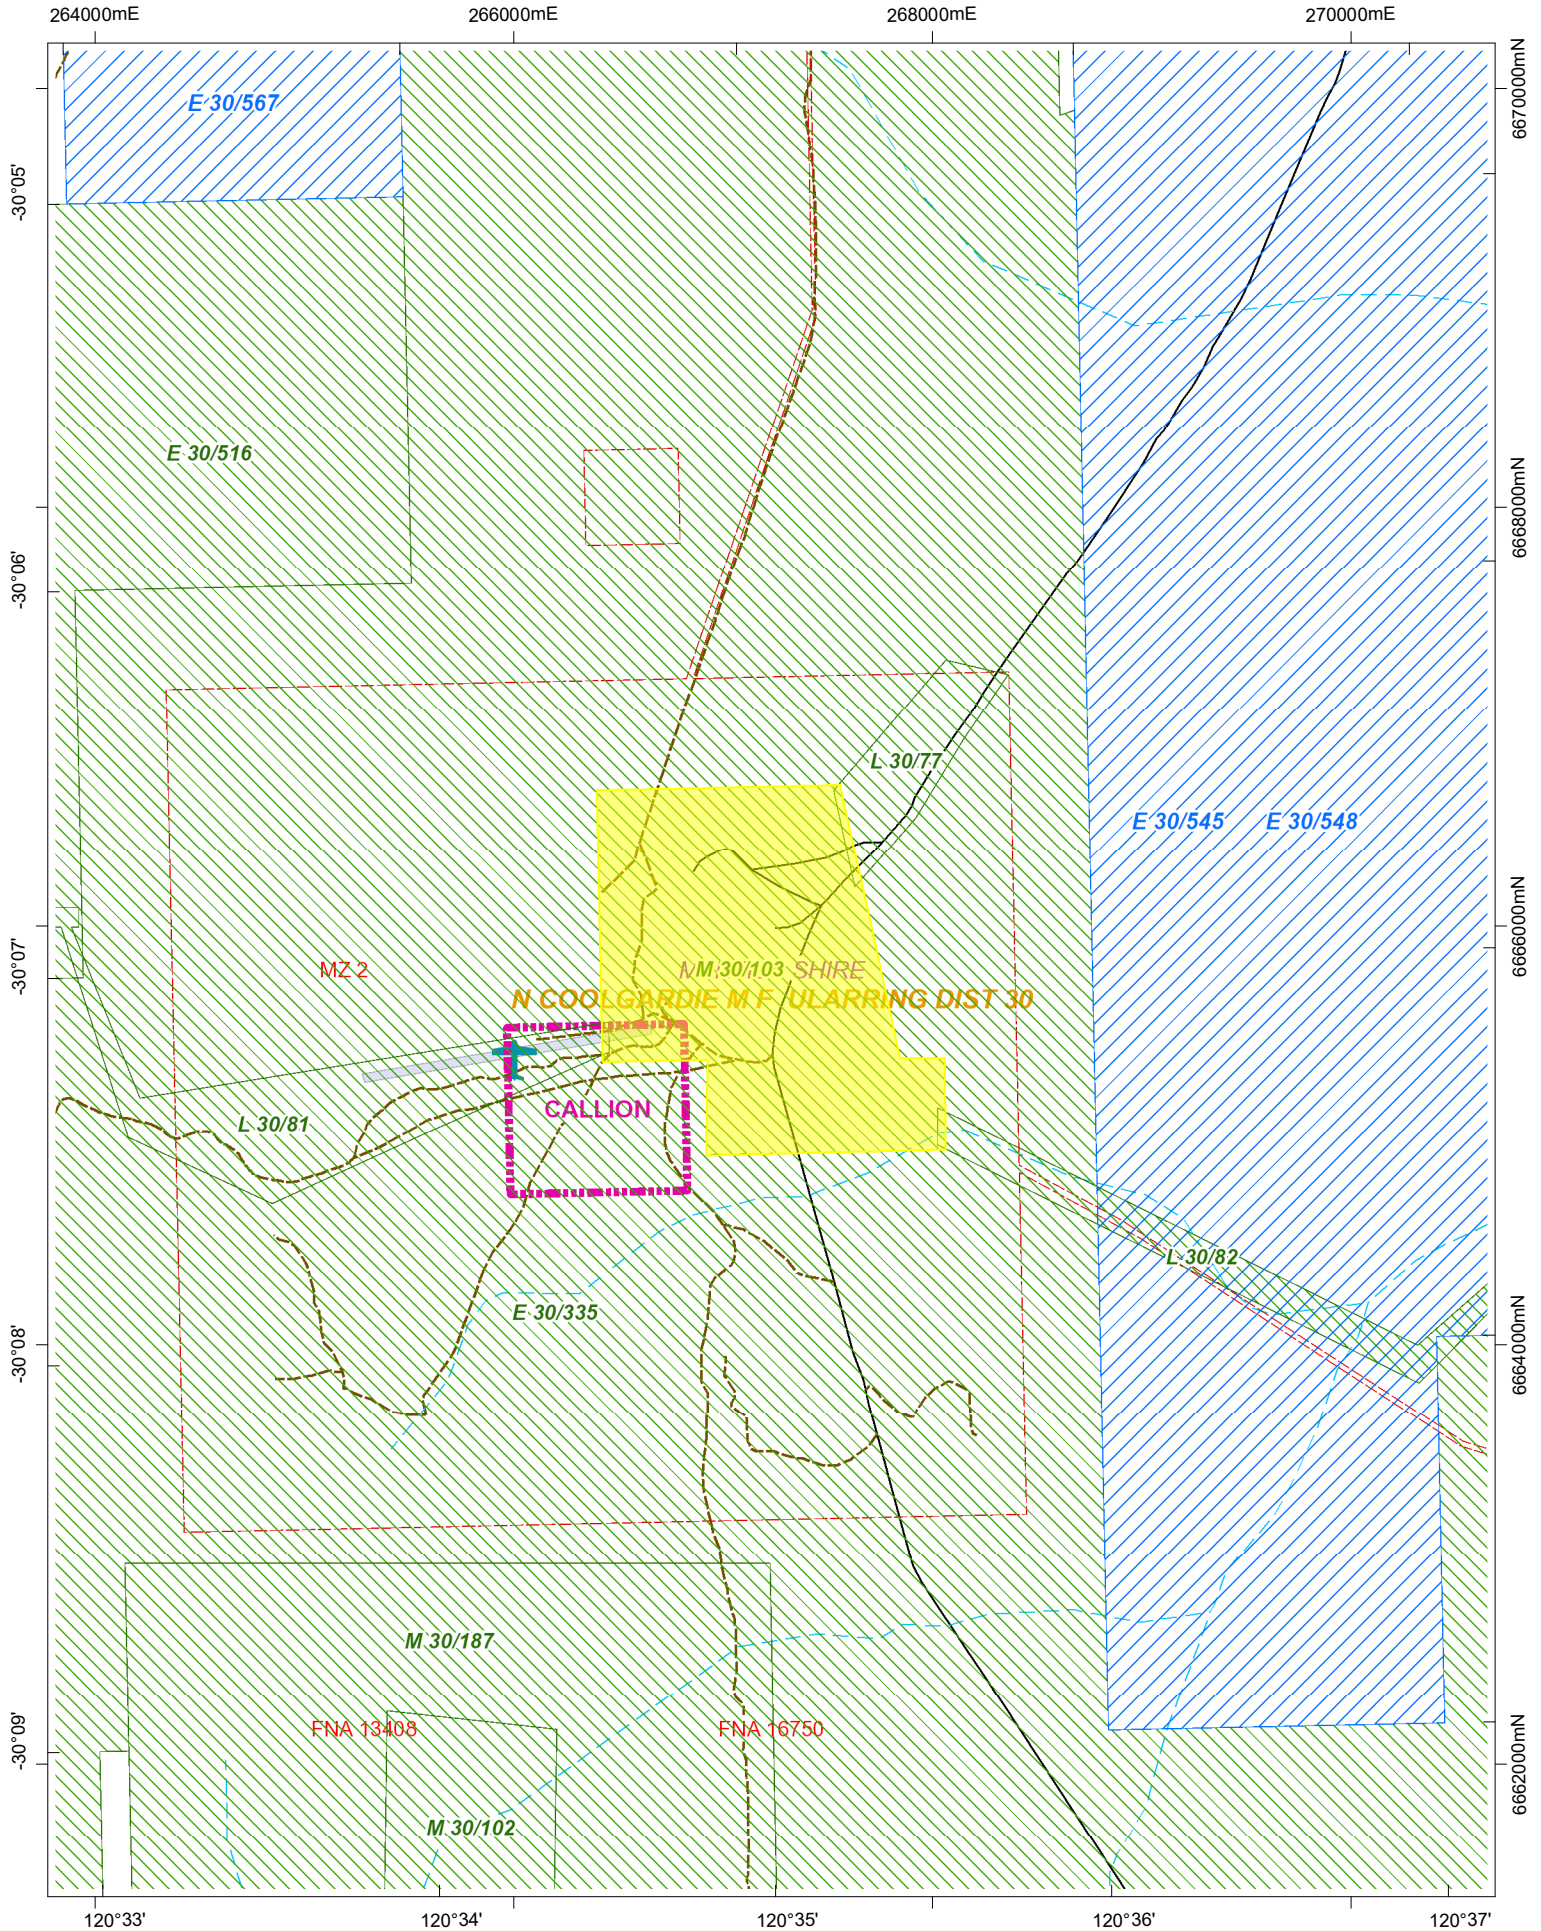 264000mE 266000mE 268000mE 270000mE
6670000mN
E 30/567
-30°05'
E 30/516
6668000mN
-30°06'
L 30/77
E 30/545 E 30/548
6666000mN
-30°07'
MZ 2
M 30/103 SHIRE
N COOLGARDIE M F ULARRING DIST 30
CALLION
L 30/81
L 30/82
E 30/335
6664000mN
-30°08'
M 30/187
FNA 13408 FNA 16750
-30°09'
6662000mN
M 30/102
120°33' 120°34' 120°35' 120°36' 120°37'